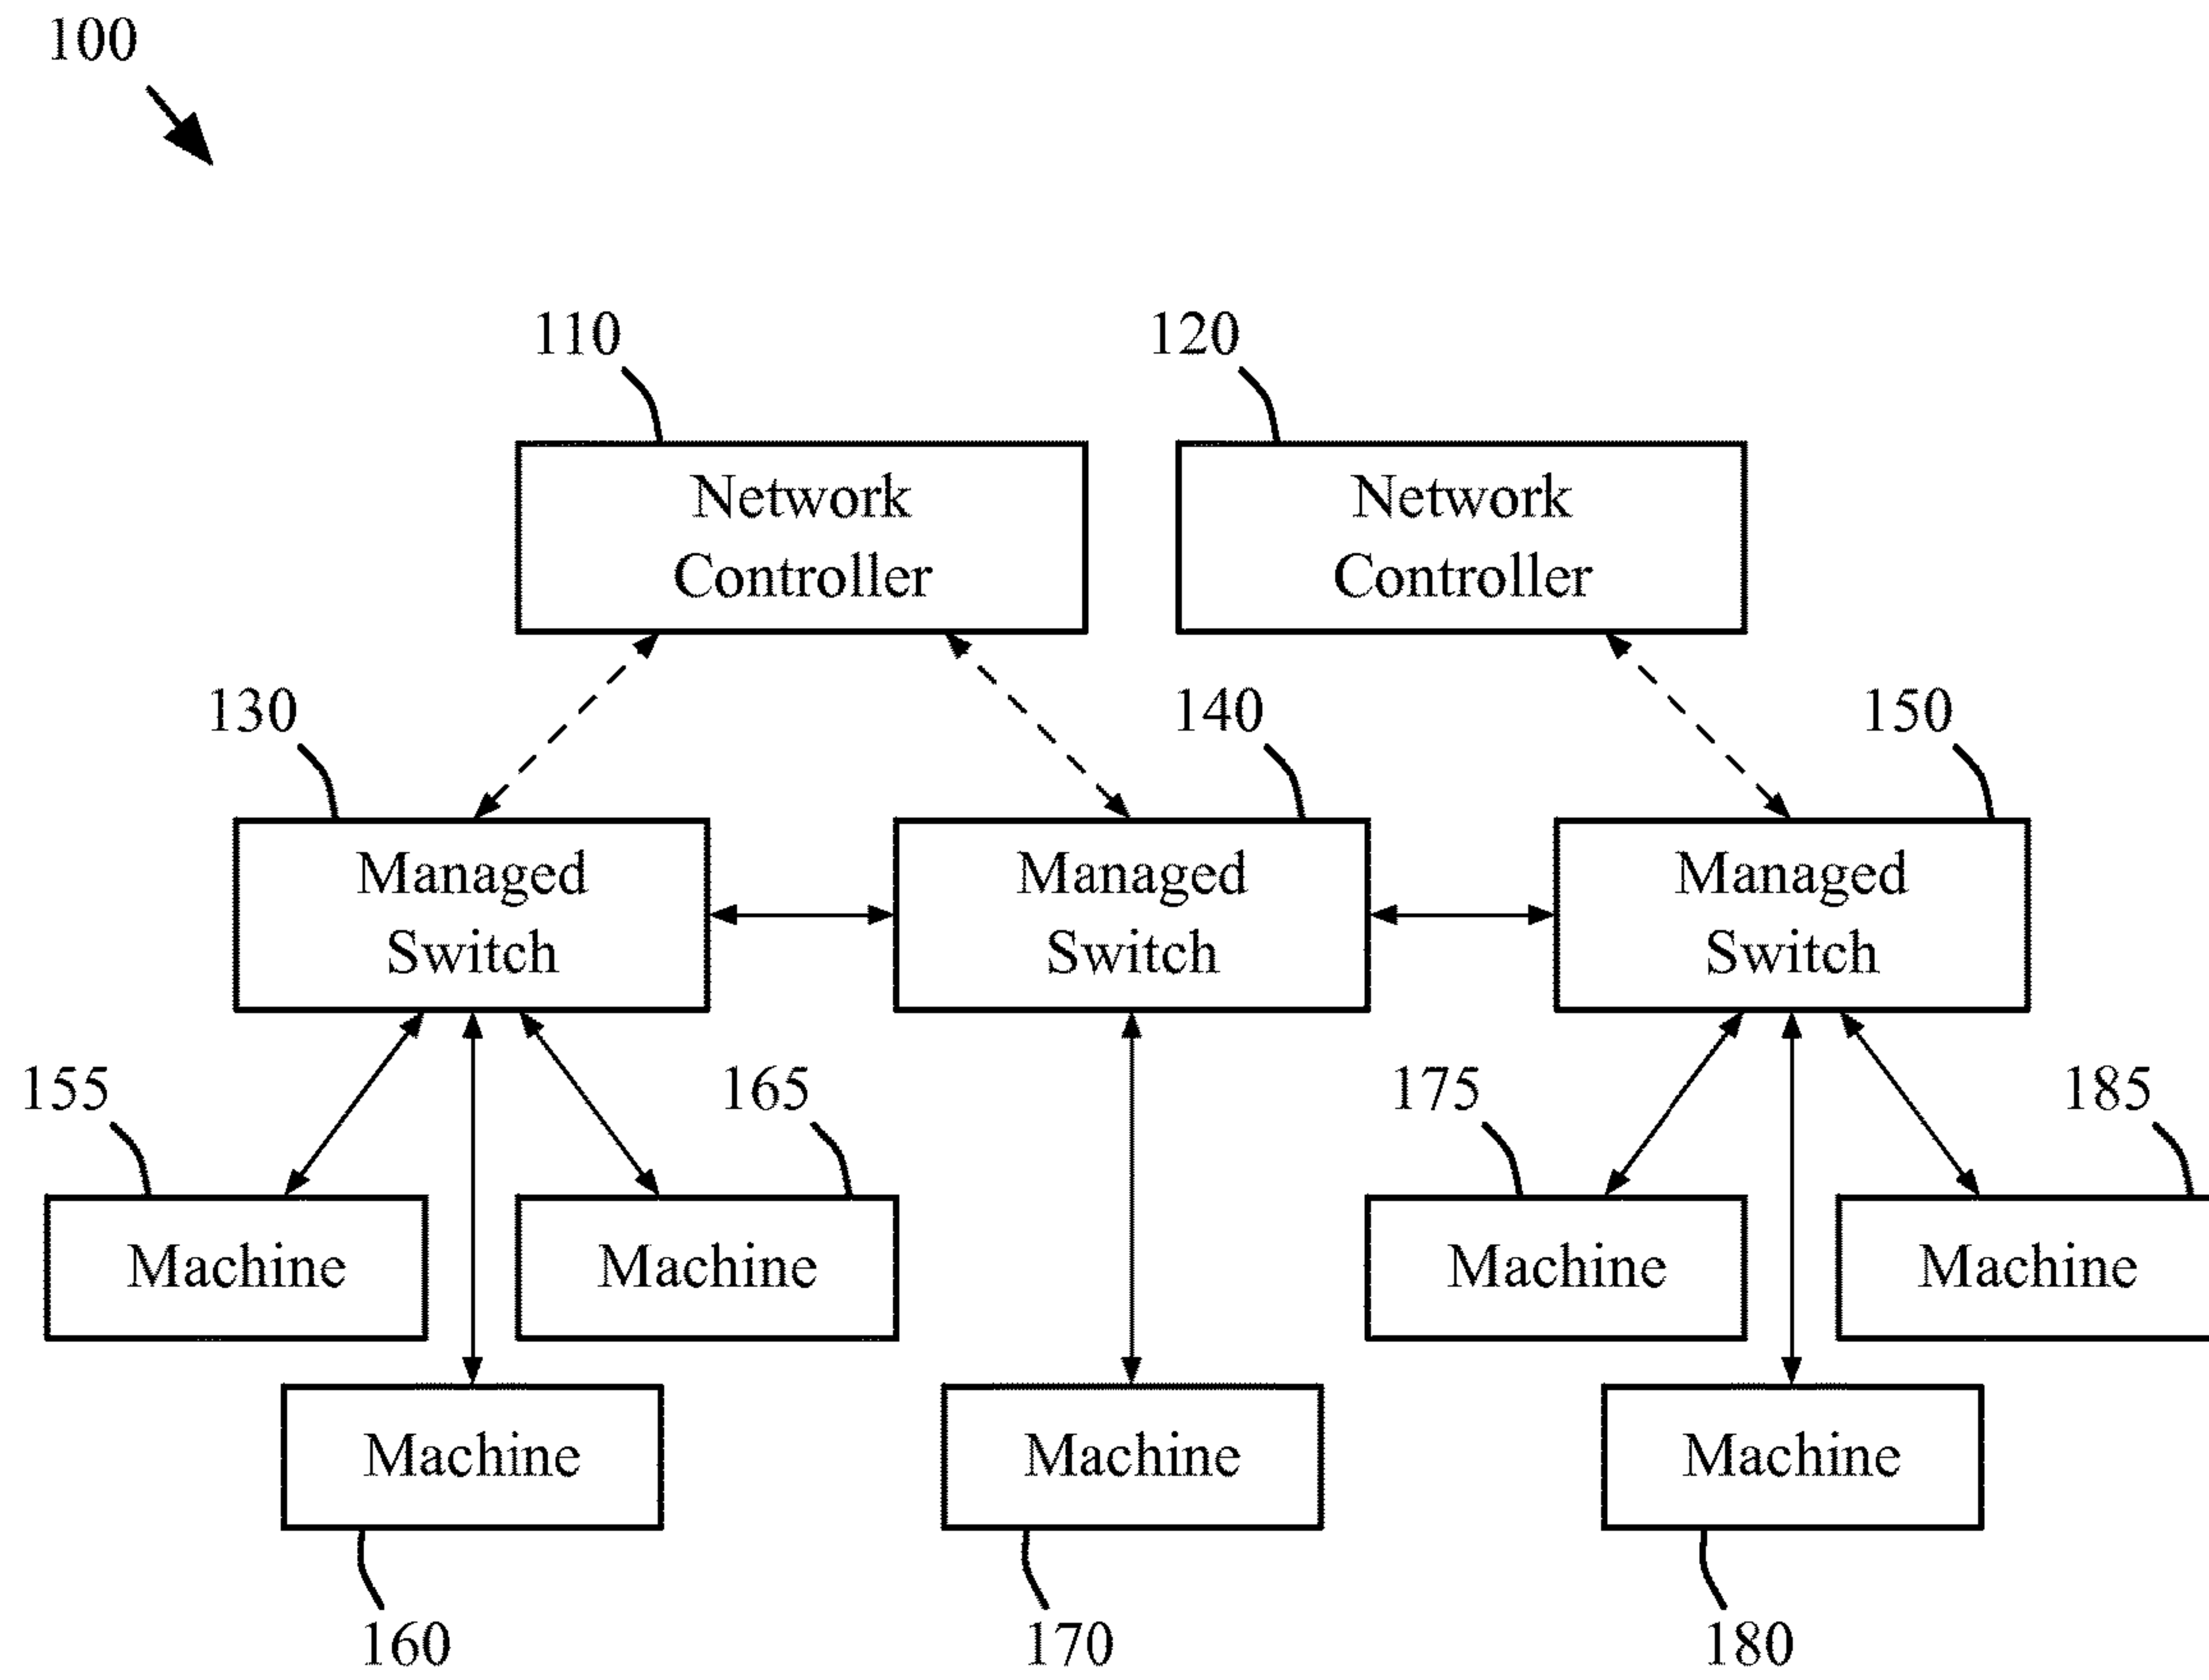 100
110
120
Network
Controller
Network
Controller
130
140
150
Managed
Switch
Managed
Switch
Managed
Switch
155
165
175
185
Machine
Machine
Machine
Machine
Machine
Machine
Machine
160
170
180